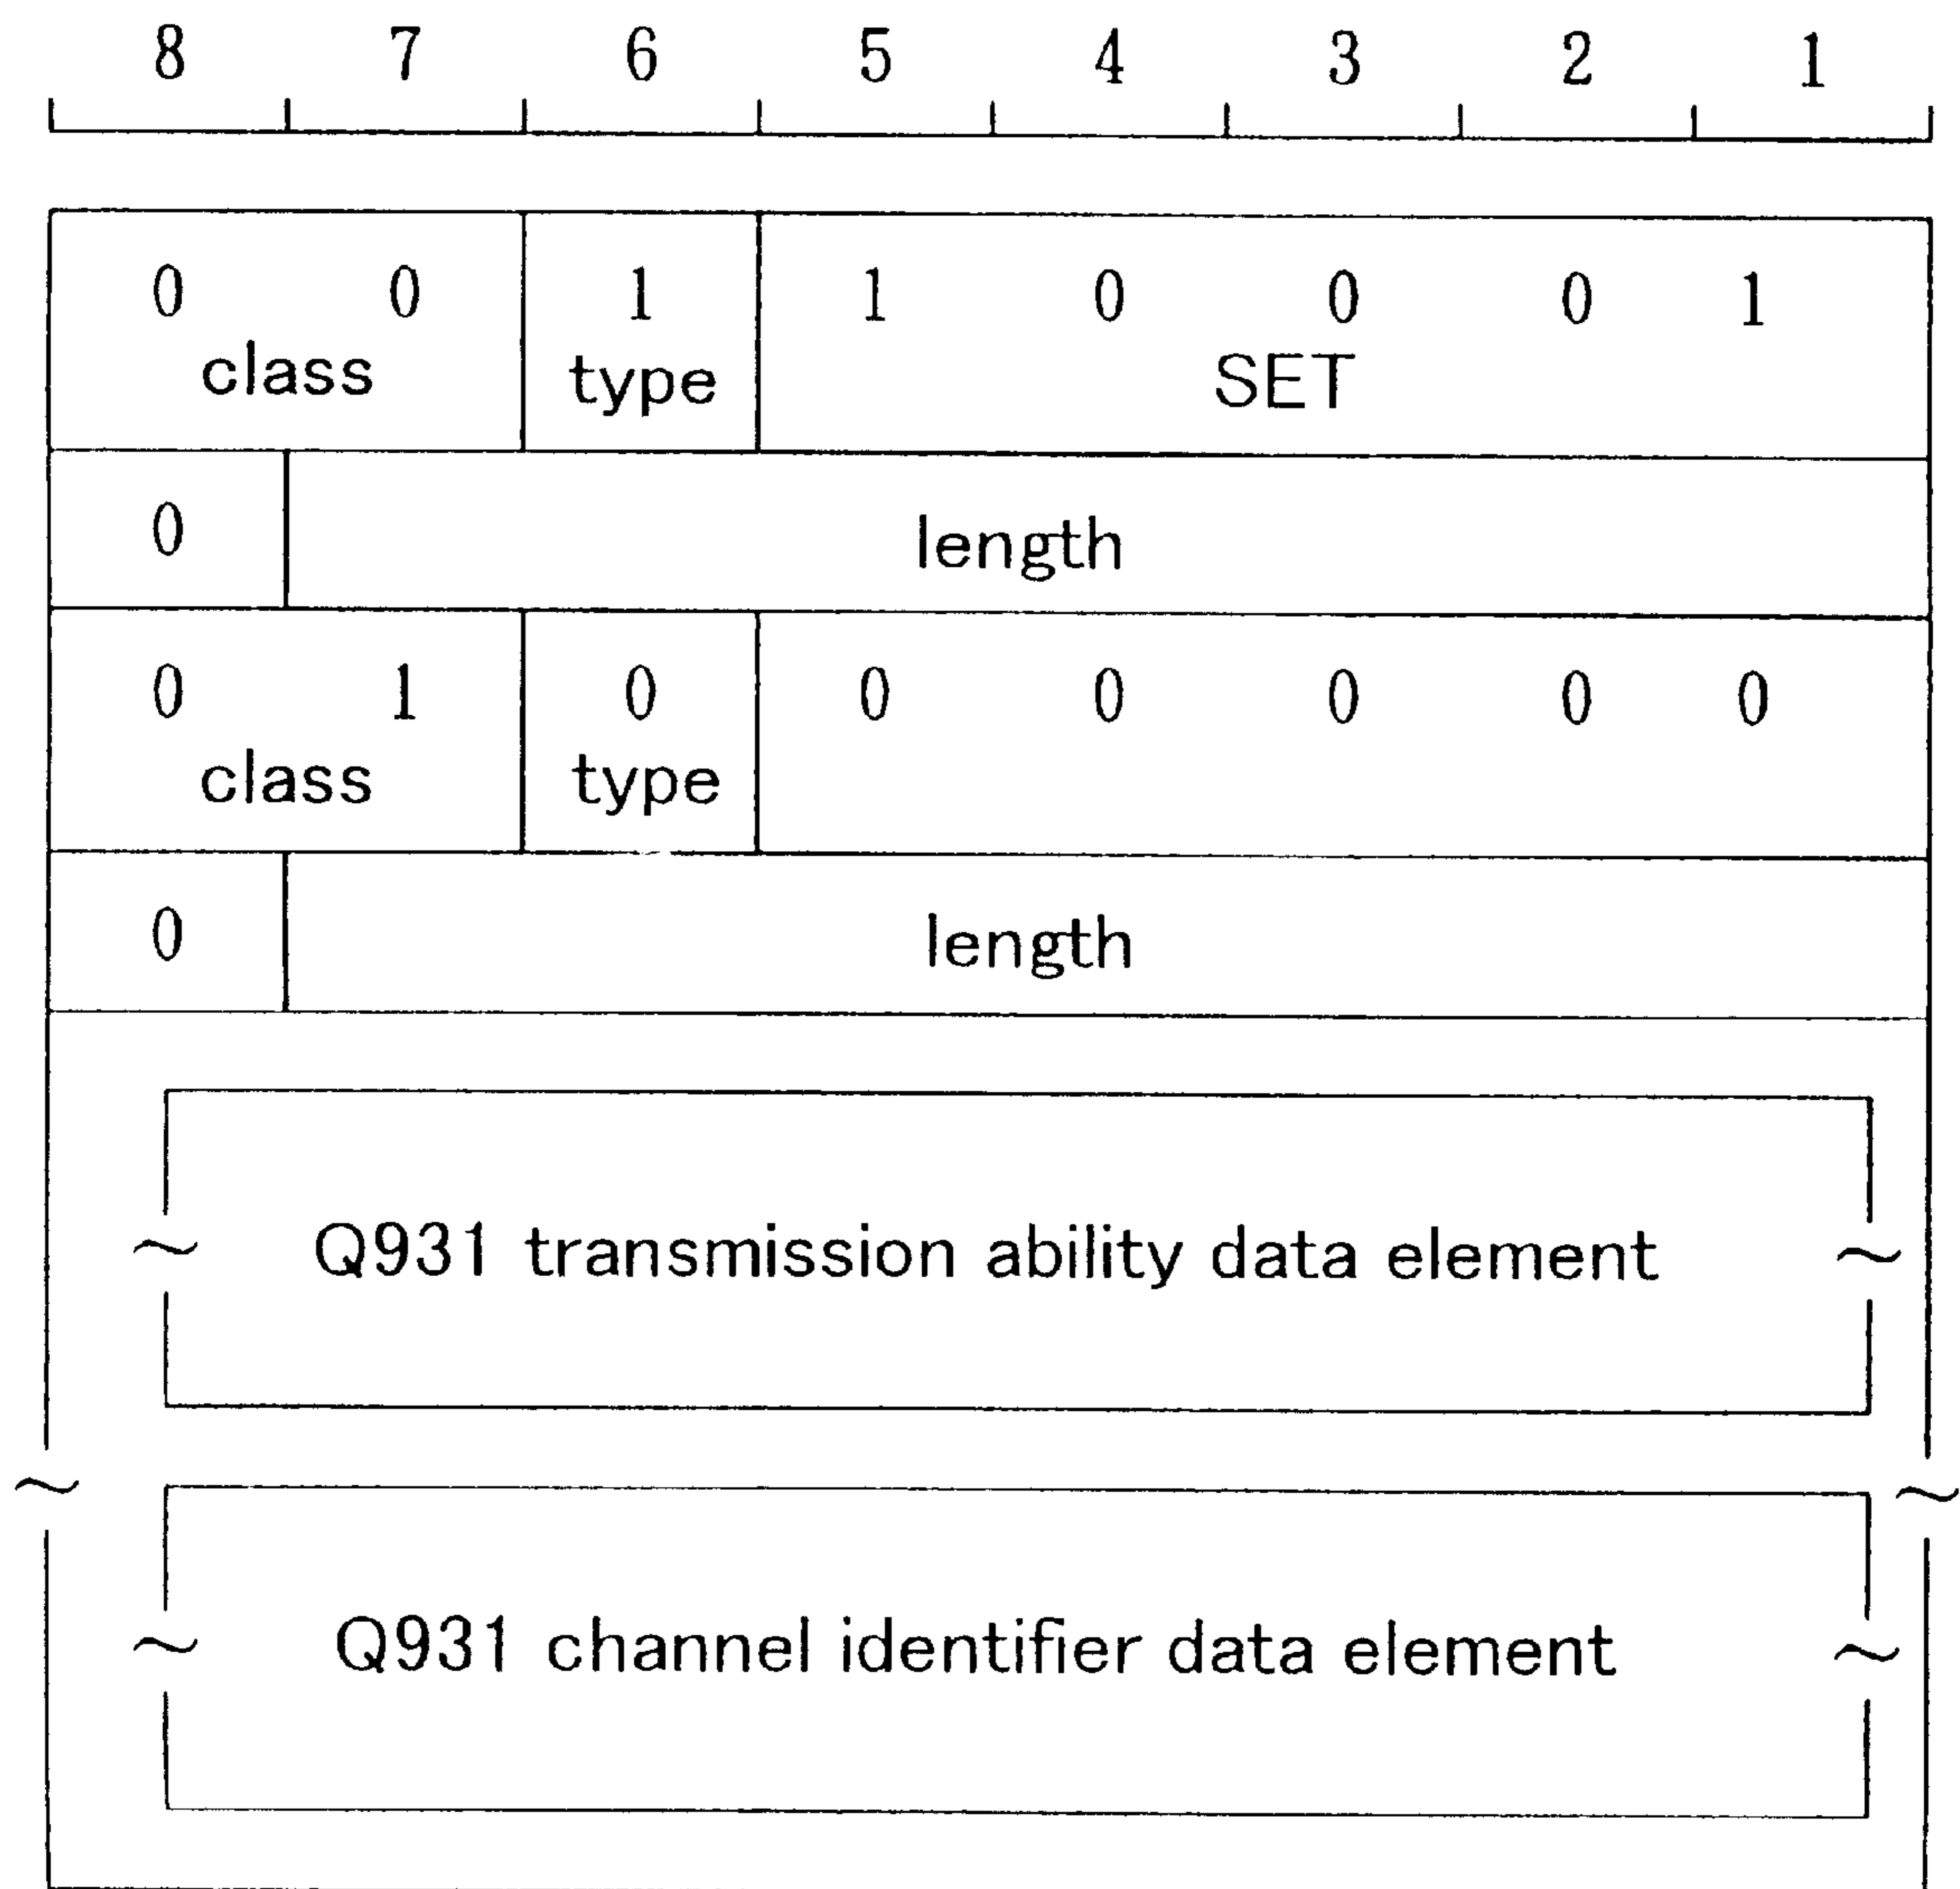 8 7 6 5 4 3 2 1
0 0 1 1 0 0 0 1
class type SET
0 length
0 1 0 0 0 0 0 0
class type
0 length
~ Q931 transmission ability data element ~
~ ~
~ Q931 channel identifier data element ~